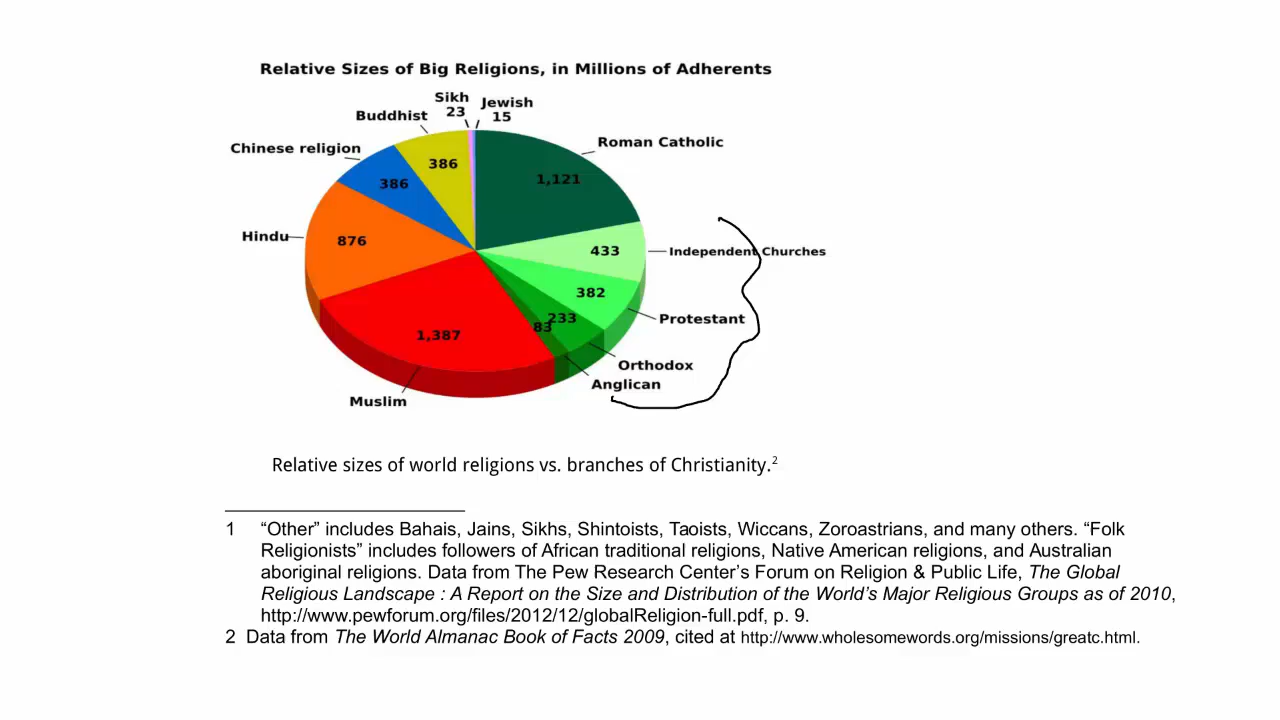 Relative Sizes of Big Religions, in Millions of Adherents
Sikh
23
Jewish
15
Buddhist
Roman Catholic
Chinese religion
386
1,121
386
Hindu
876
433
Independent Churches
382
Protestant
233
83
1,387
Orthodox
Anglican
Muslim
Relative sizes of world religions vs. branches of Christianity.2
1 “Other” includes Bahais, Jains, Sikhs, Shintoists, Taoists, Wiccans, Zoroastrians, and many others. “Folk
Religionists” includes followers of African traditional religions, Native American religions, and Australian
aboriginal religions. Data from The Pew Research Center’s Forum on Religion & Public Life, The Global
Religious Landscape : A Report on the Size and Distribution of the World’s Major Religious Groups as of 2010,
http://www.pewforum.org/files/2012/12/globalReligion-full.pdf, p. 9.
2 Data from The World Almanac Book of Facts 2009, cited at http://www.wholesomewords.org/missions/greatc.html.